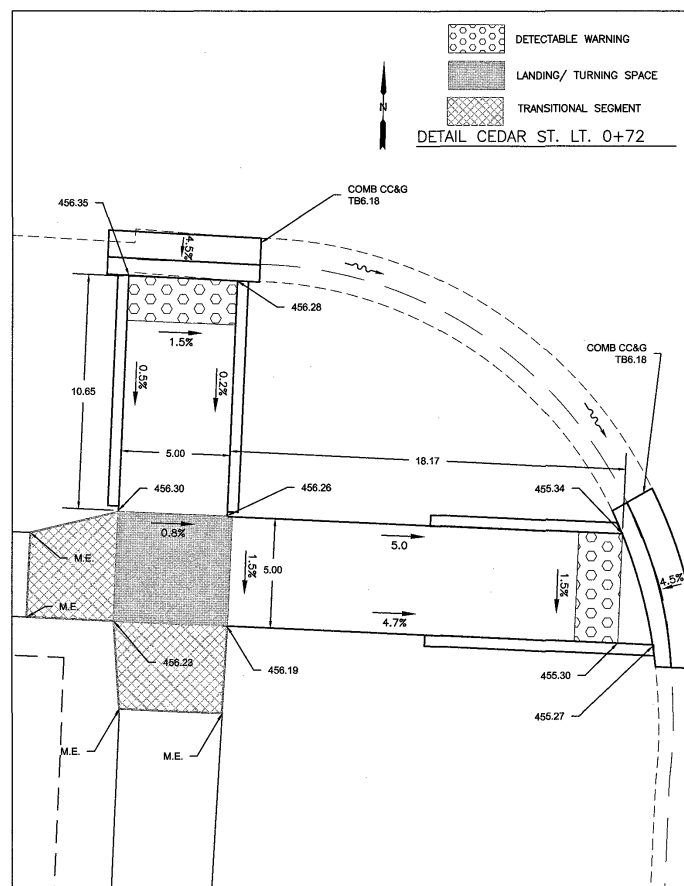 DETECTABLE WARNING
LANDING/ TURNING SPACE
TRANSITIONAL SEGMENT
N
DETAIL CEDAR ST. LT. 0+72
COMB CC&G
TB6.18
456.35
4.5%
456.28
1.5%
COMB CC&G
TB6.18
0.5%
0.2%
10.65
5.00
18.17
456.30
456.26
455.34
0.8%
5.0
M.E.
1.5%
5.00
1.5%
4.5%
M.E.
4.7%
456.23
456.19
455.30
455.27
M.E.
M.E.